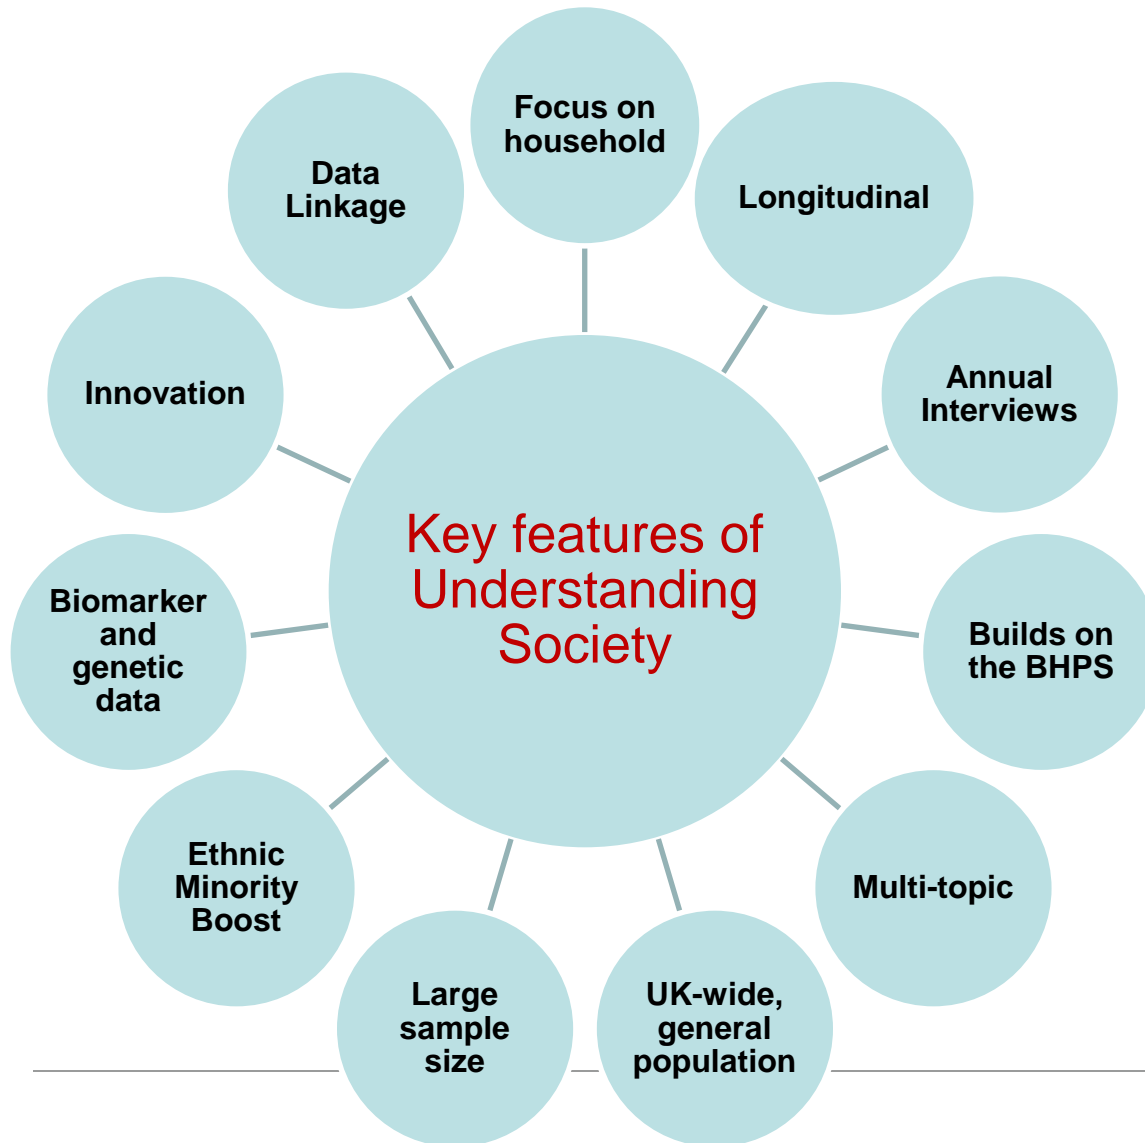 Focus on
household
Longitudinal
Annual
Interviews
Builds on
the BHPS
Multi-topic
UK-wide,
general
population
Large
sample
size
Ethnic
Minority
Boost
Biomarker
and
genetic
data
Innovation
Data
Linkage
Key features of
Understanding
Society